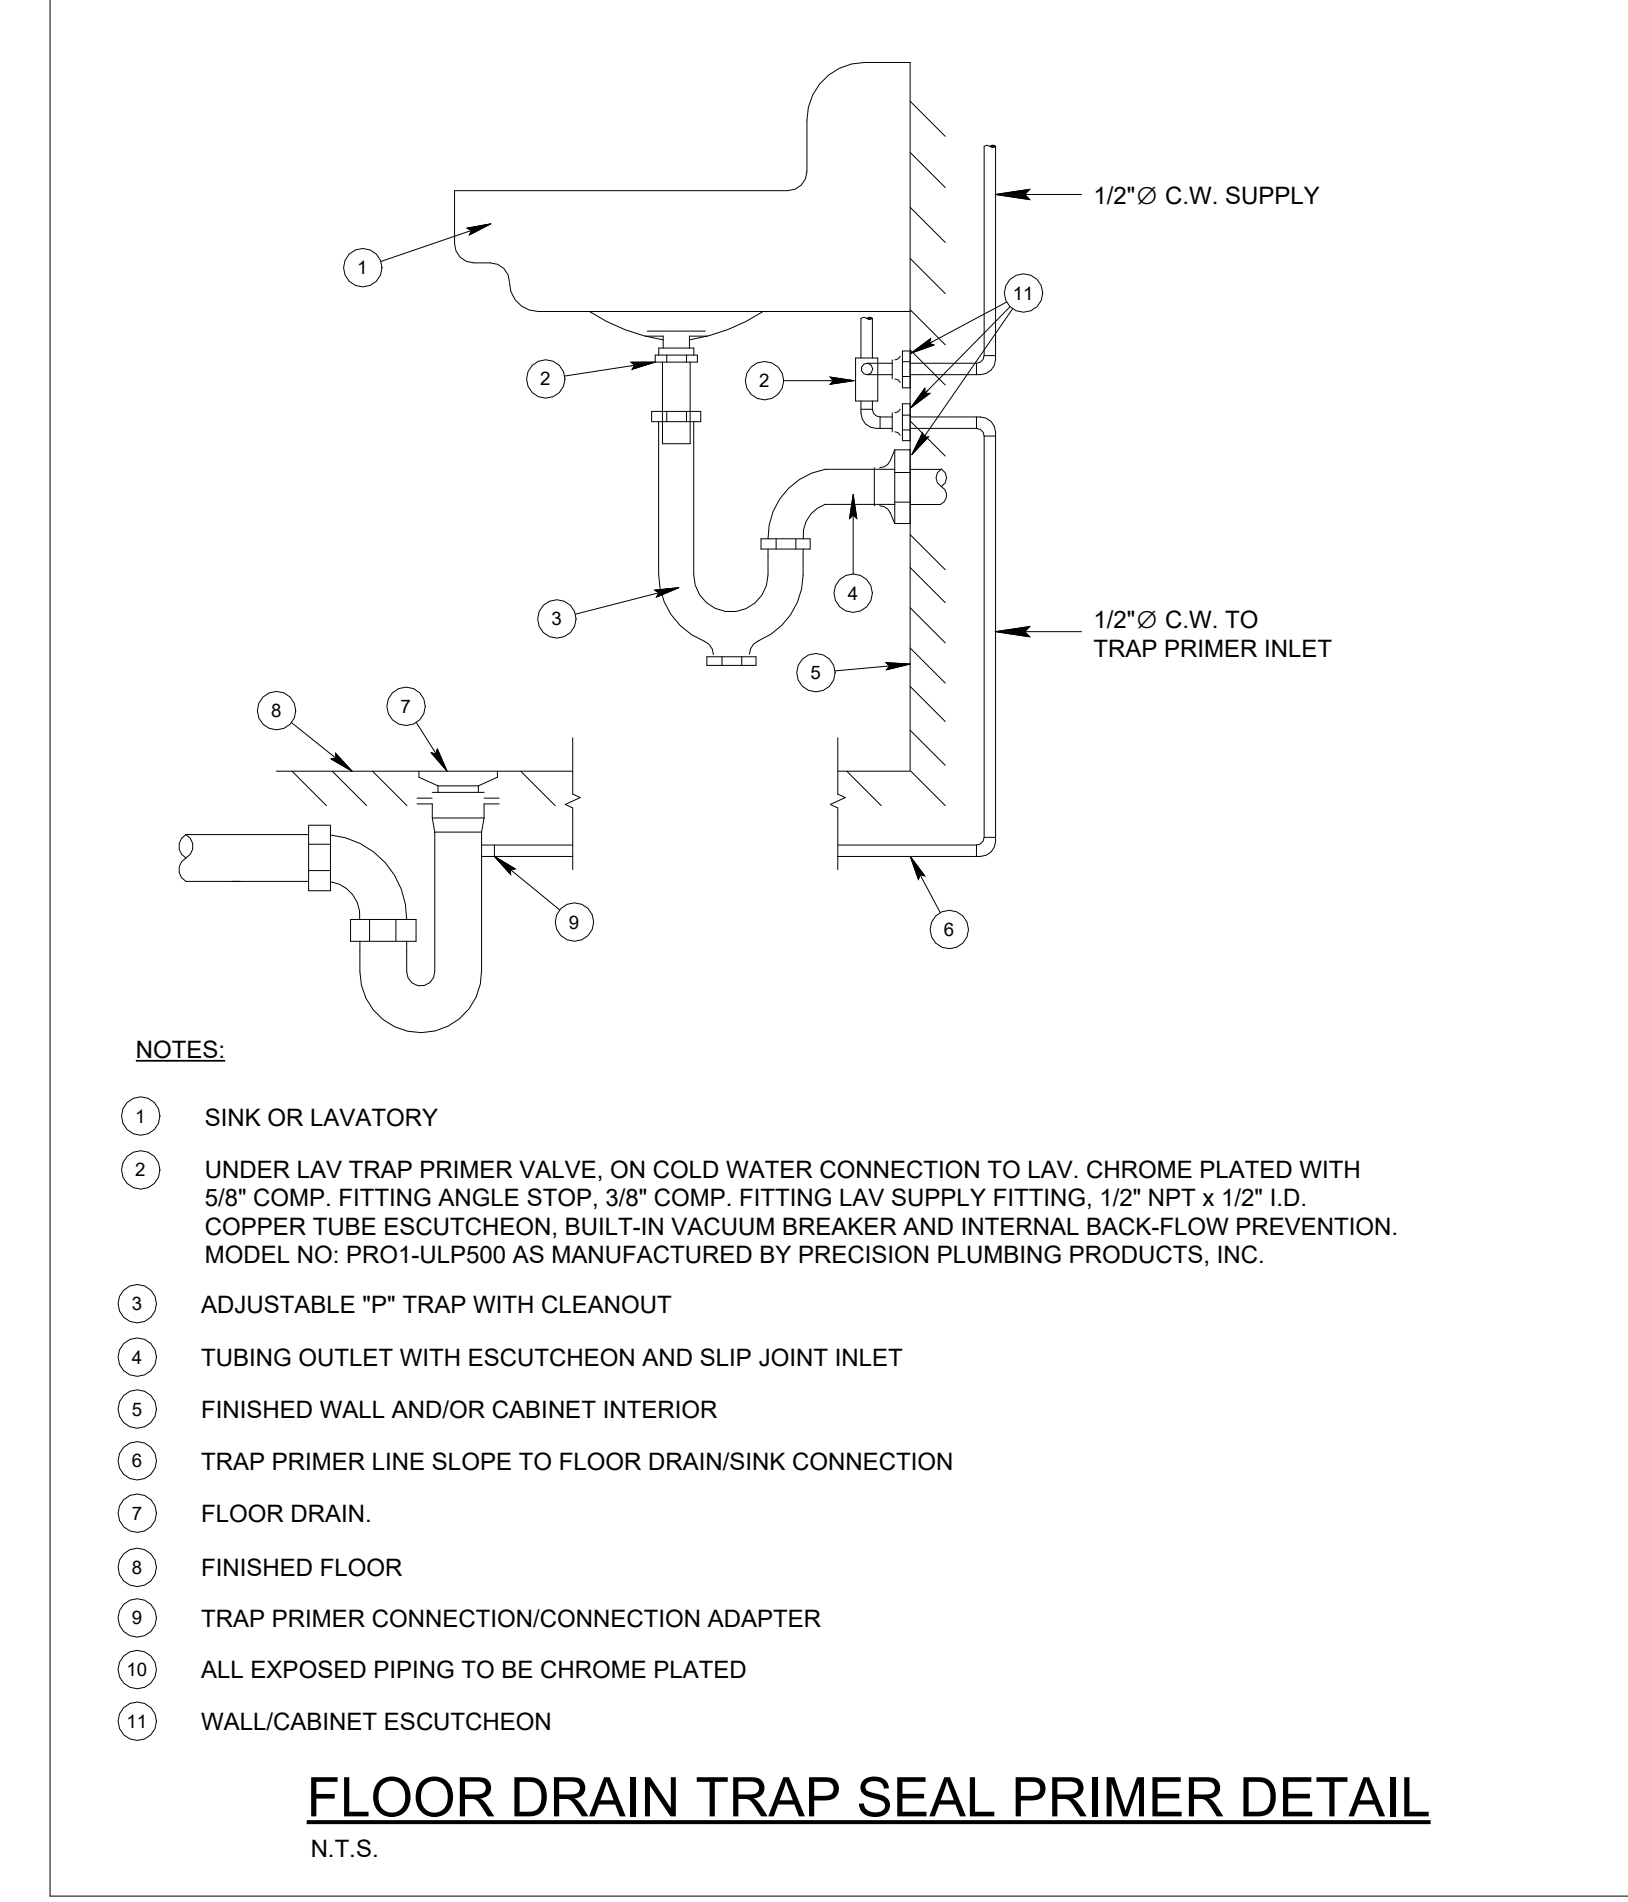 1/2"Ø C.W. SUPPLY
1
11
2
2
4
3
1/2"Ø C.W. TO
TRAP PRIMER INLET
5
8
7
9
6
NOTES:
1 SINK OR LAVATORY
2 UNDER LAV TRAP PRIMER VALVE, ON COLD WATER CONNECTION TO LAV. CHROME PLATED WITH
5/8" COMP. FITTING ANGLE STOP, 3/8" COMP. FITTING LAV SUPPLY FITTING, 1/2" NPT x 1/2" I.D.
COPPER TUBE ESCUTCHEON, BUILT-IN VACUUM BREAKER AND INTERNAL BACK-FLOW PREVENTION.
MODEL NO: PRO1-ULP500 AS MANUFACTURED BY PRECISION PLUMBING PRODUCTS, INC.
3 ADJUSTABLE "P" TRAP WITH CLEANOUT
4 TUBING OUTLET WITH ESCUTCHEON AND SLIP JOINT INLET
5 FINISHED WALL AND/OR CABINET INTERIOR
6 TRAP PRIMER LINE SLOPE TO FLOOR DRAIN/SINK CONNECTION
7 FLOOR DRAIN.
8 FINISHED FLOOR
9 TRAP PRIMER CONNECTION/CONNECTION ADAPTER
10 ALL EXPOSED PIPING TO BE CHROME PLATED
11 WALL/CABINET ESCUTCHEON
FLOOR DRAIN TRAP SEAL PRIMER DETAIL
N.T.S.